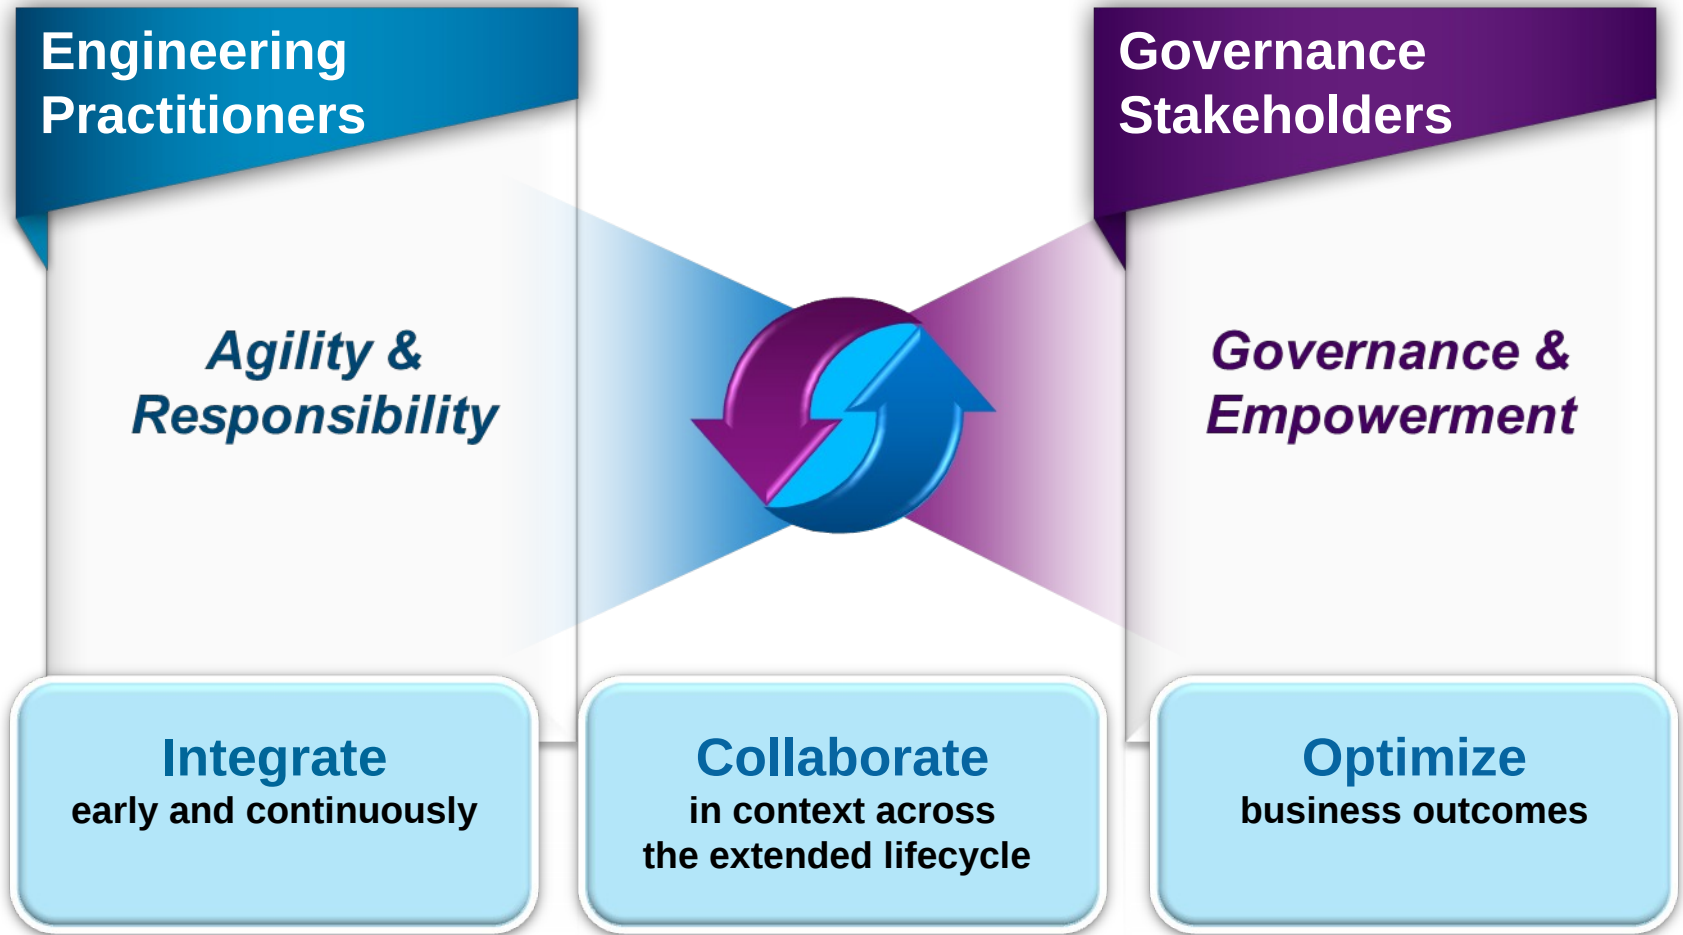 Engineering
Practitioners
Governance
Stakeholders
Agility &
Responsibility
Governance &
Empowerment
Integrate
early and continuously
Collaborate
in context across
the extended lifecycle
Optimize
business outcomes